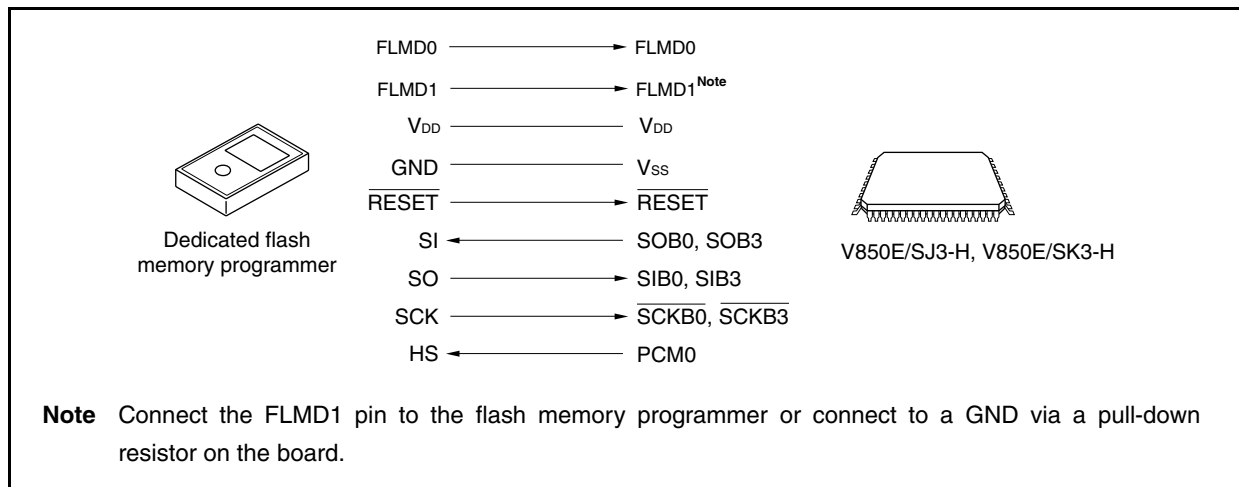 FLMD0 FLMD0
FLMD1 FLMD1Note
VDD VDD
GND VSS
RESET RESET
SI SOB0, SOB3
SO SIB0, SIB3
SCK SCKB0, SCKB3
HS PCM0
Dedicated flash
memory programmer
V850E/SJ3-H, V850E/SK3-H
Note Connect the FLMD1 pin to the flash memory programmer or connect to a GND via a pull-down
resistor on the board.